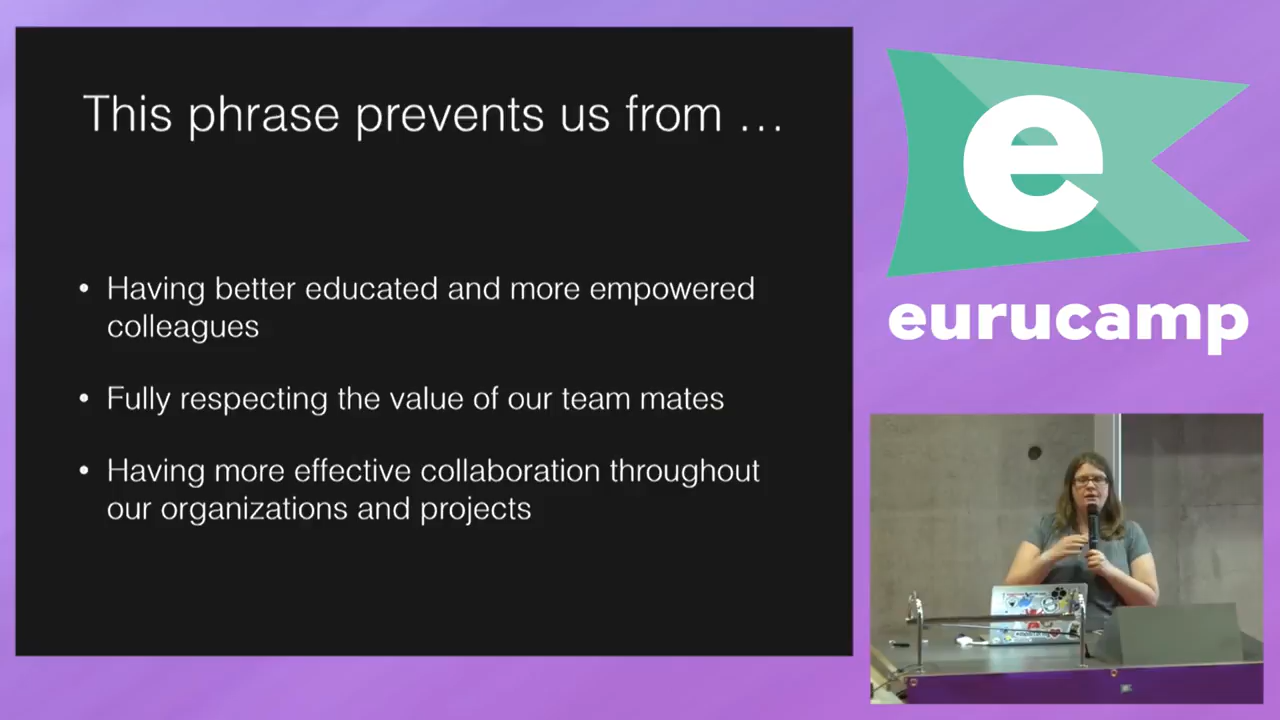 This phrase prevents us from ...
• Having better educated and more empowered
colleagues
• Fully respecting the value of our team mates
• Having more effective collaboration throughout
our organizations and projects
e
eurucamp